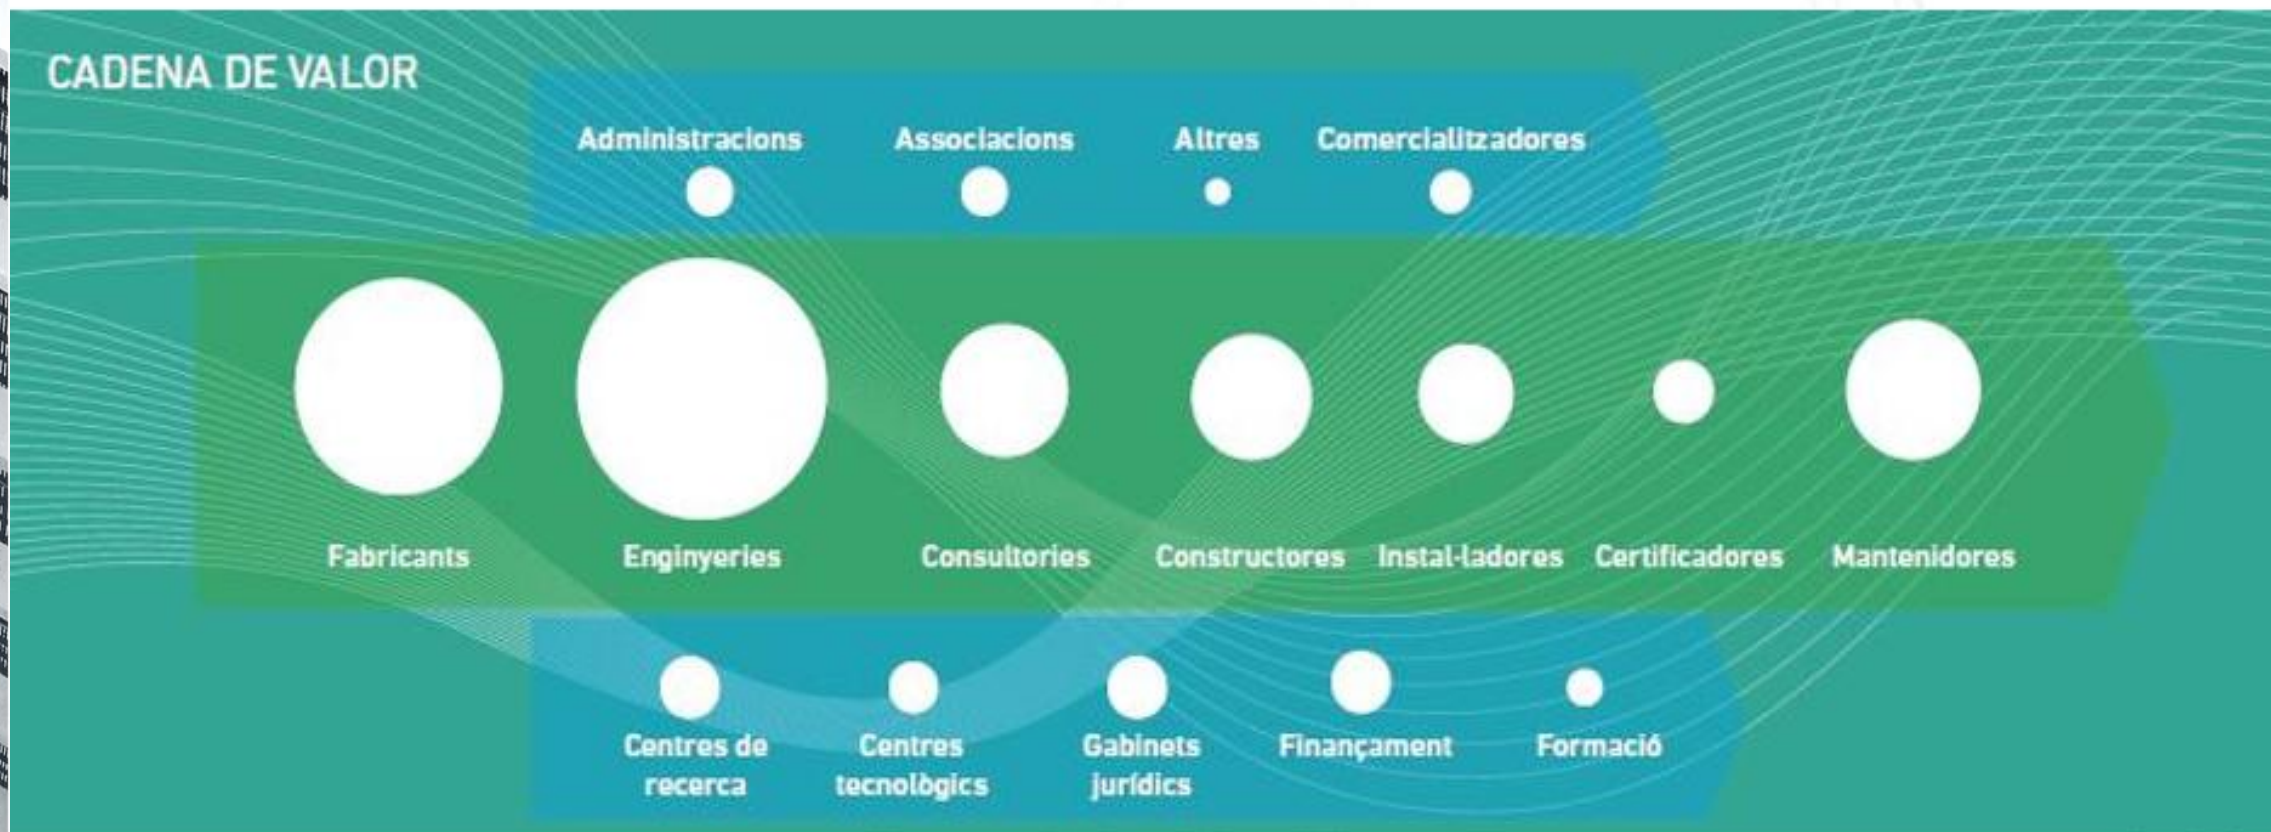 CADENA DE VALOR
Administracions Associacions Altres Comercialitzadores
Fabricants Enginyeries Consultories Constructores Instal·ladores Certificadores Mantenidores
Centres de Centres Gabinets Finançament Formació
recerca tecnològics jurídics